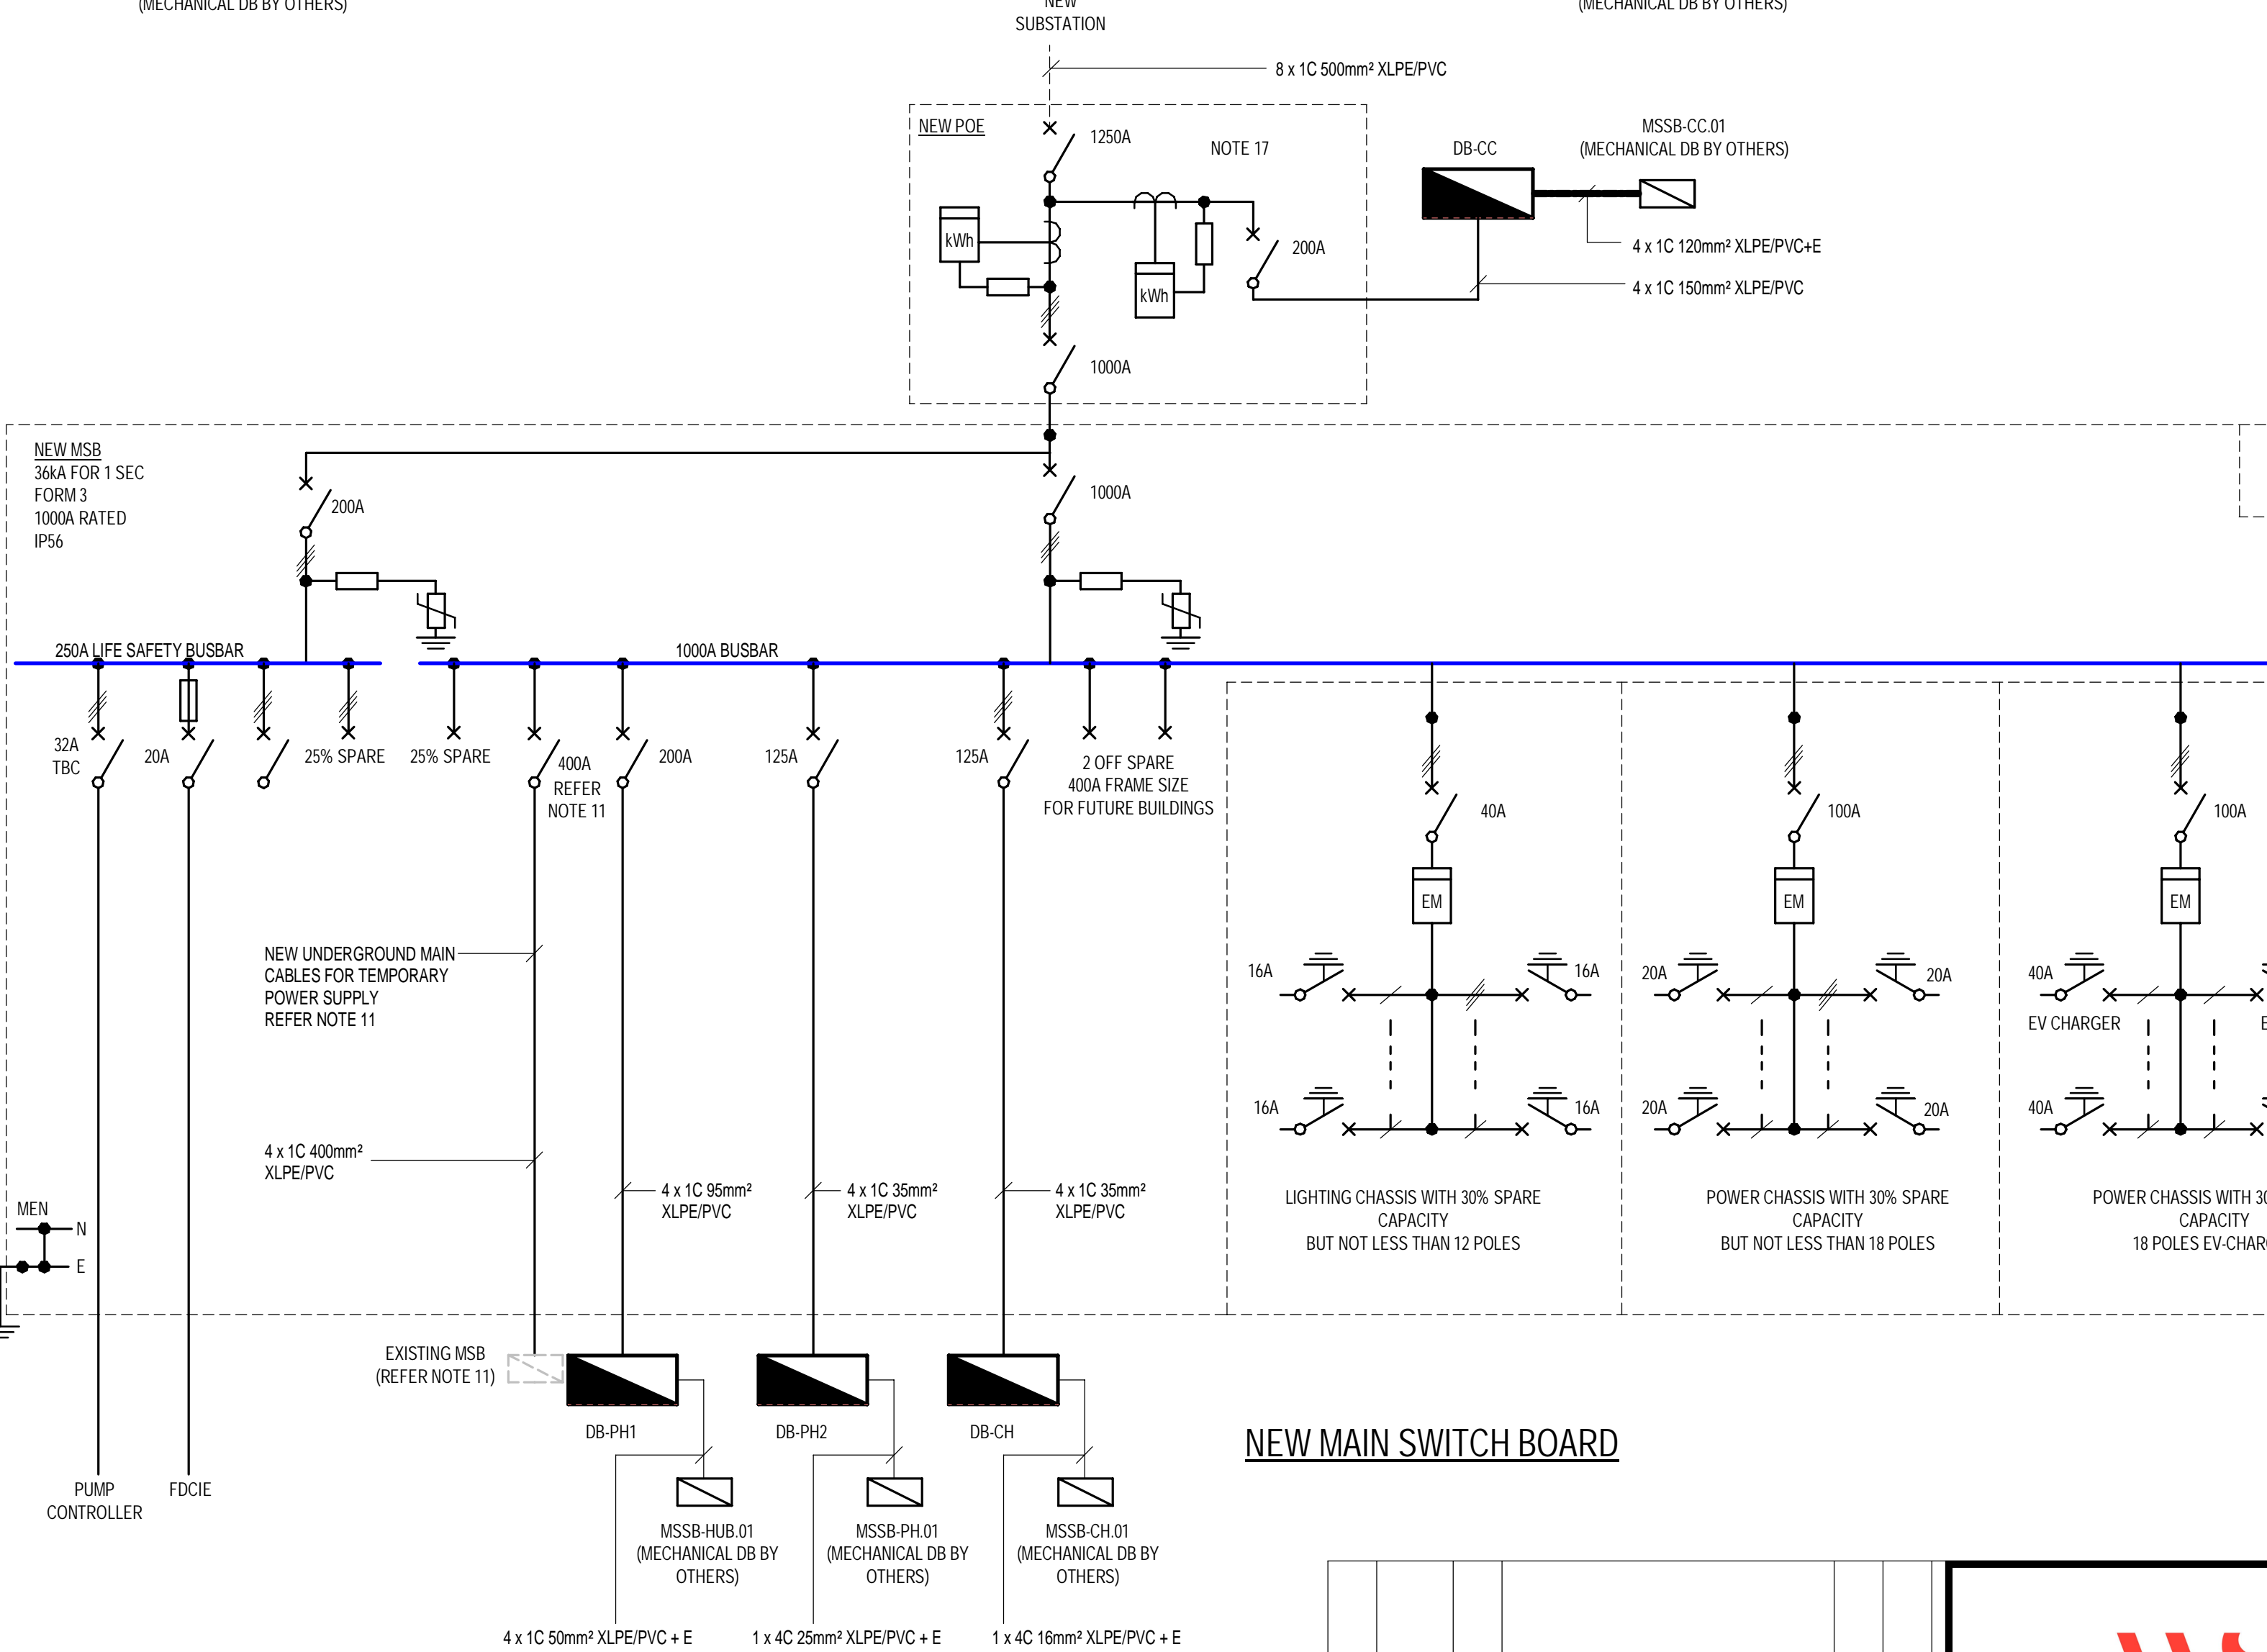 (MECHANICAL DB BY OTHERS)
NEW
SUBSTATION
(MECHANICAL DB BY OTHERS)
8 x 1C 500mm² XLPE/PVC
NEW POE
1250A
NOTE 17
kWh
kWh
200A
1000A
DB-CC
MSSB-CC.01
(MECHANICAL DB BY OTHERS)
4 x 1C 120mm² XLPE/PVC+E
4 x 1C 150mm² XLPE/PVC
NEW MSB
36kA FOR 1 SEC
FORM 3
1000A RATED
IP56
200A
1000A
250A LIFE SAFETY BUSBAR
1000A BUSBAR
32A
TBC
20A
25% SPARE
25% SPARE
400A
REFER
NOTE 11
200A
125A
125A
2 OFF SPARE
400A FRAME SIZE
FOR FUTURE BUILDINGS
40A
100A
100A
EM
EM
EM
NEW UNDERGROUND MAIN
CABLES FOR TEMPORARY
POWER SUPPLY
REFER NOTE 11
16A
16A
20A
20A
40A
EV CHARGER
E
16A
16A
20A
20A
40A
4 x 1C 400mm²
XLPE/PVC
4 x 1C 95mm²
XLPE/PVC
4 x 1C 35mm²
XLPE/PVC
4 x 1C 35mm²
XLPE/PVC
LIGHTING CHASSIS WITH 30% SPARE
CAPACITY
BUT NOT LESS THAN 12 POLES
POWER CHASSIS WITH 30% SPARE
CAPACITY
BUT NOT LESS THAN 18 POLES
POWER CHASSIS WITH 3
CAPACITY
18 POLES EV-CHAR
MEN
N
E
EXISTING MSB
(REFER NOTE 11)
DB-PH1
DB-PH2
DB-CH
NEW MAIN SWITCH BOARD
PUMP
CONTROLLER
FDCIE
MSSB-HUB.01
(MECHANICAL DB BY
OTHERS)
MSSB-PH.01
(MECHANICAL DB BY
OTHERS)
MSSB-CH.01
(MECHANICAL DB BY
OTHERS)
4 x 1C 50mm² XLPE/PVC + E
1 x 4C 25mm² XLPE/PVC + E
1 x 4C 16mm² XLPE/PVC + E